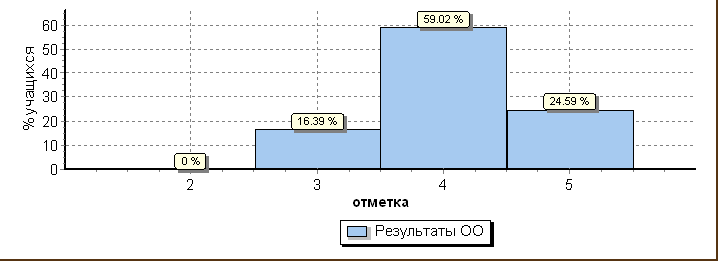 % учащихся
60
50
40
30
20
10
0
0 %
16.39 %
59.02 %
24.59 %
2 3 4 5
отметка
Результаты ОО